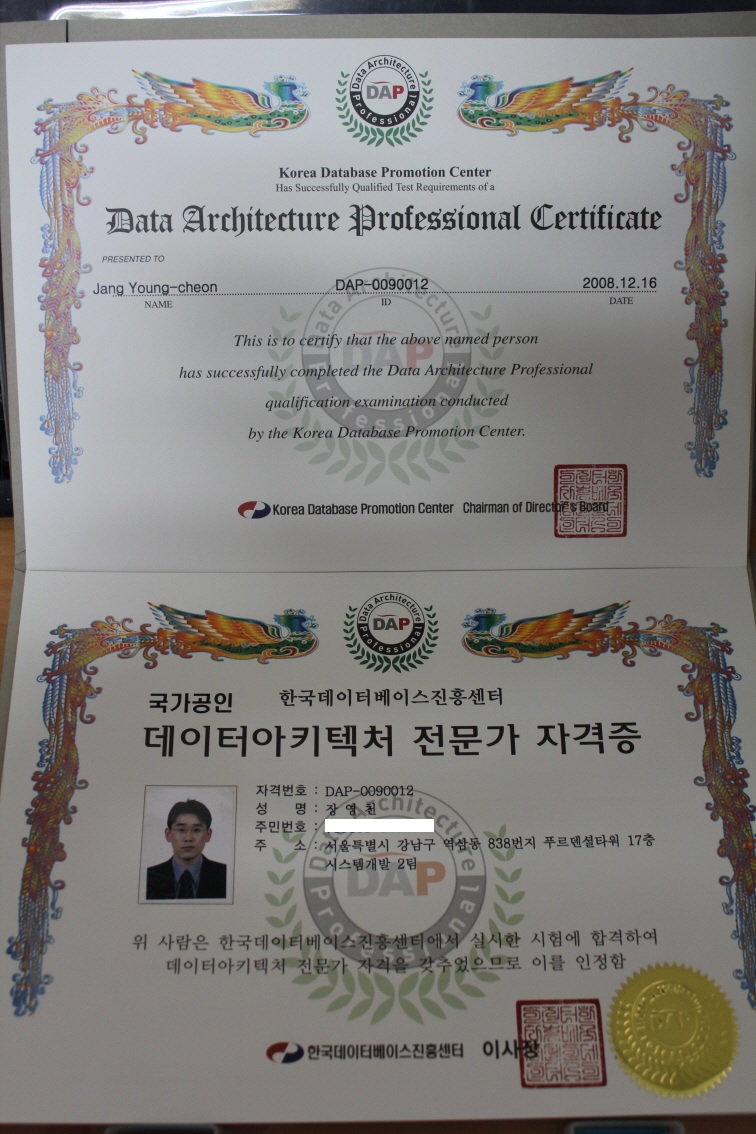 Data Architecture
DAP
Professional
Korea Database Promotion Center
Has Successfully Qualified Test Requirements of a
Data Architecture Professional Certificate
PRESENTED TO
Jang Young-cheon DAP-0090012 2008.12.16
NAME ID DATE
Data Architecture
DAP
Professional
This is to certify that the above named person
has successfully completed the Data Architecture Professional
qualification examination conducted
by the Korea Database Promotion Center.
Korea Database Promotion Center Chairman of Director's Board
Data Architecture
DAP
Professional
국가공인 한국데이터베이스진흥센터
데이터아키텍처 전문가 자격증
자격번호 : DAP-0090012
성 명 : 장영천
주민번호 :
주 소 : 서울특별시 강남구 역삼동 838번지 푸르덴셜타워 17층
시스템개발 2팀
Data Architecture
DAP
Professional
위 사람은 한국데이터베이스진흥센터에서 실시한 시험에 합격하여
데이터아키텍처 전문가 자격을 갖추었으므로 이를 인정함
한국데이터베이스진흥센터 이사장